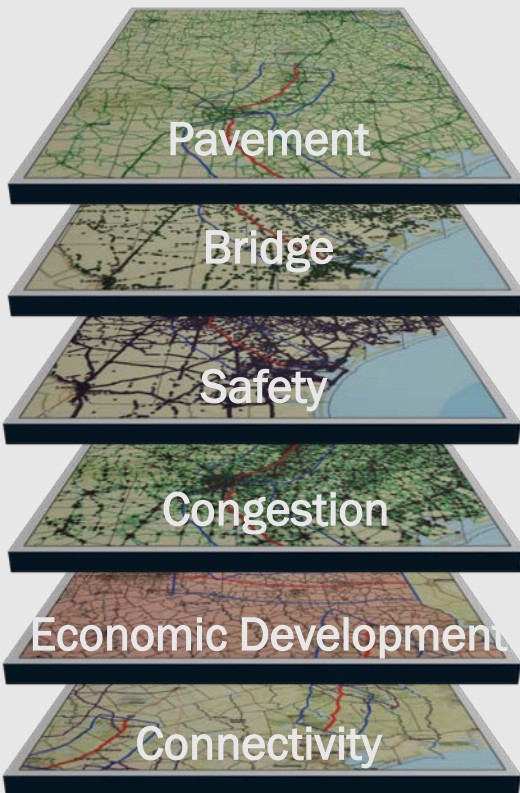 Pavement
Bridge
Safety
Congestion
Economic Development
Connectivity